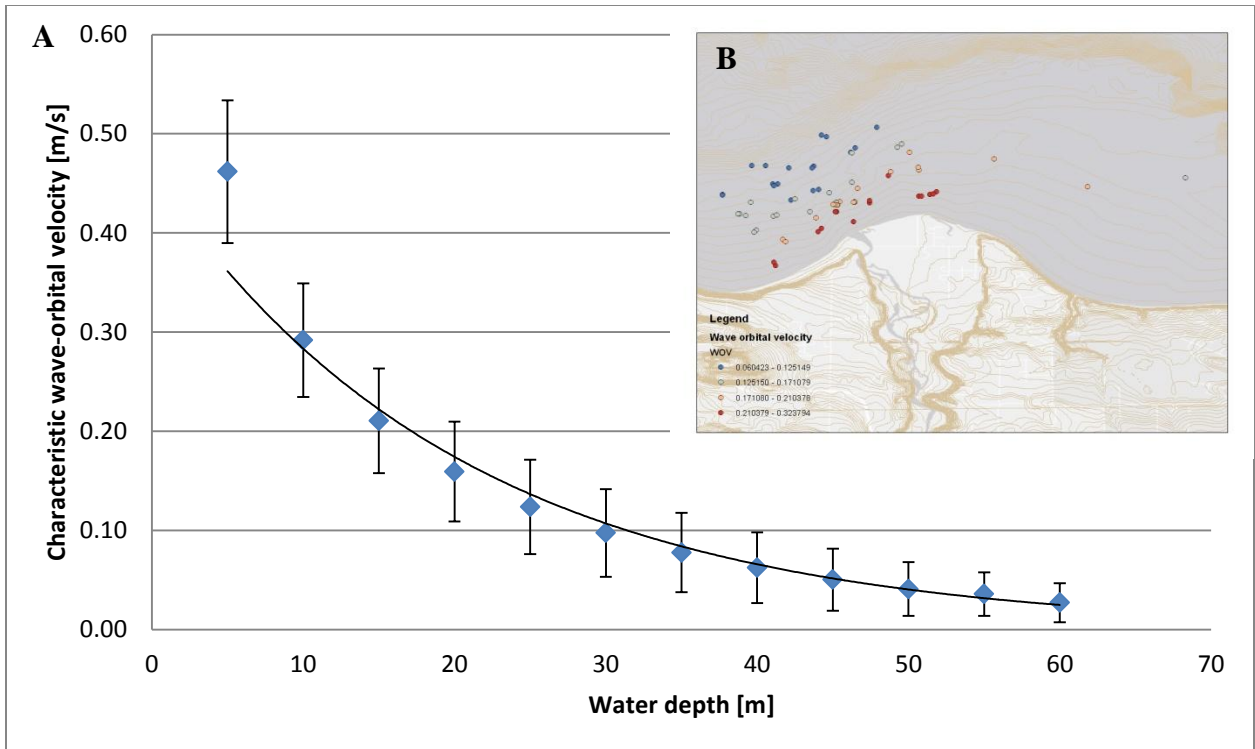 A
Characteristic wave-orbital velocity [m/s]
0.60
0.50
0.40
0.30
0.20
0.10
0.00
0 10 20 30 40 50 60 70
Water depth [m]
B
Legend
Wave orbital velocity
WOV
0.060423 - 0.125149
0.125150 - 0.171079
0.171080 - 0.210378
0.210379 - 0.323794